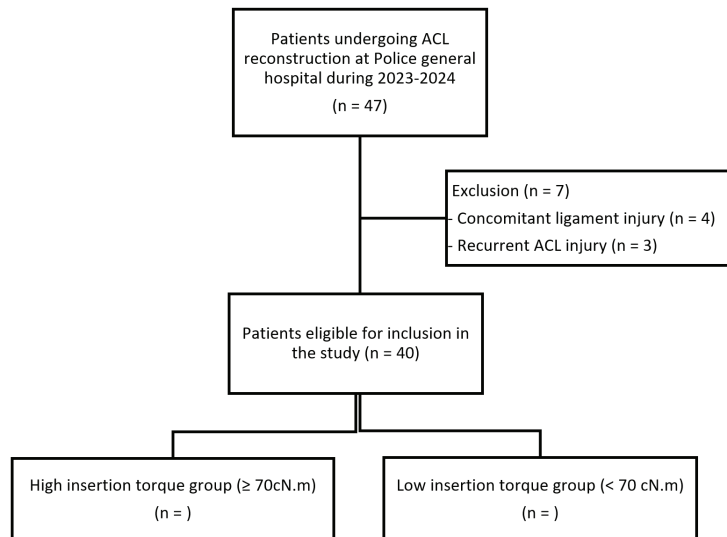 Patients undergoing ACL
reconstruction at Police general
hospital during 2023-2024
(n = 47)
Exclusion (n = 7)
- Concomitant ligament injury (n = 4)
- Recurrent ACL injury (n = 3)
Patients eligible for inclusion in
the study (n = 40)
High insertion torque group (≥ 70cN.m)
(n = )
Low insertion torque group (< 70 cN.m)
(n = )